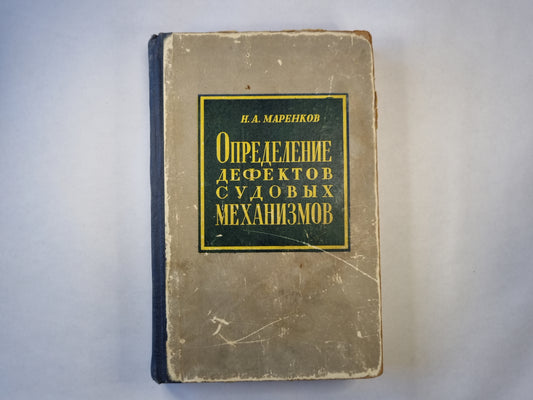 Н. А. МАРЕНКОВ
ОПРЕДЕЛЕНИЕ
ДЕФЕКТОВ
СУДОВЫХ
МЕХАНИЗМОВ